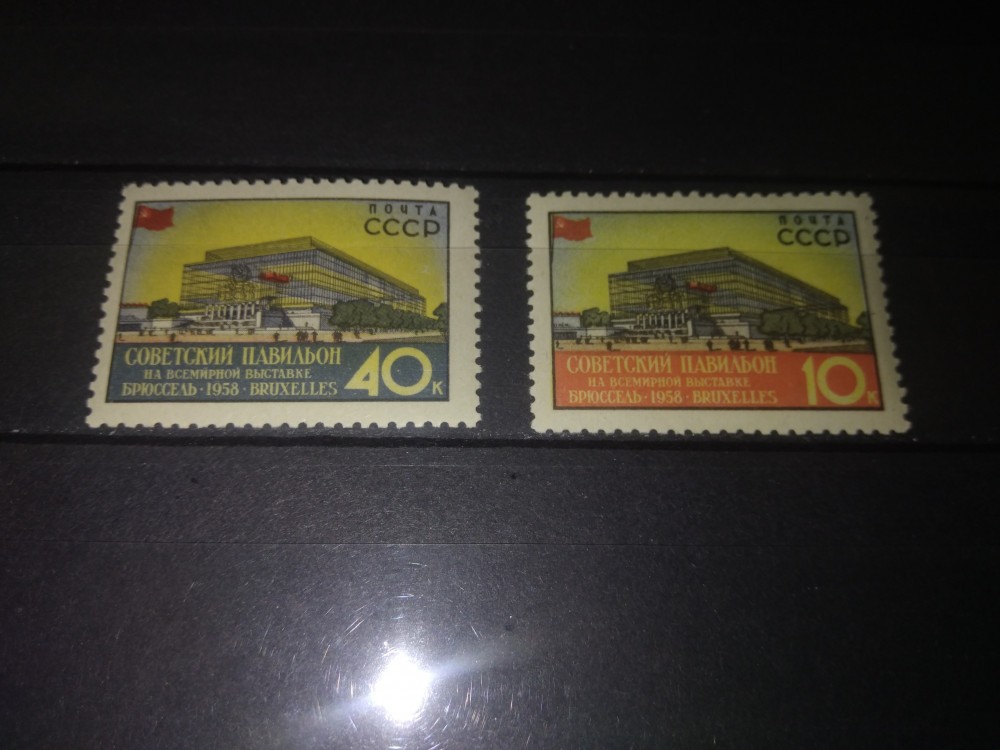 ПОЧТА
СССР
СОВЕТСКИЙ ПАВИЛЬОН
НА ВСЕМИРНОЙ ВЫСТАВКЕ
БРЮССЕЛЬ·1958·BRUXELLES
40К
ПОЧТА
СССР
СОВЕТСКИЙ ПАВИЛЬОН
НА ВСЕМИРНОЙ ВЫСТАВКЕ
БРЮССЕЛЬ·1958·BRUXELLES
10К